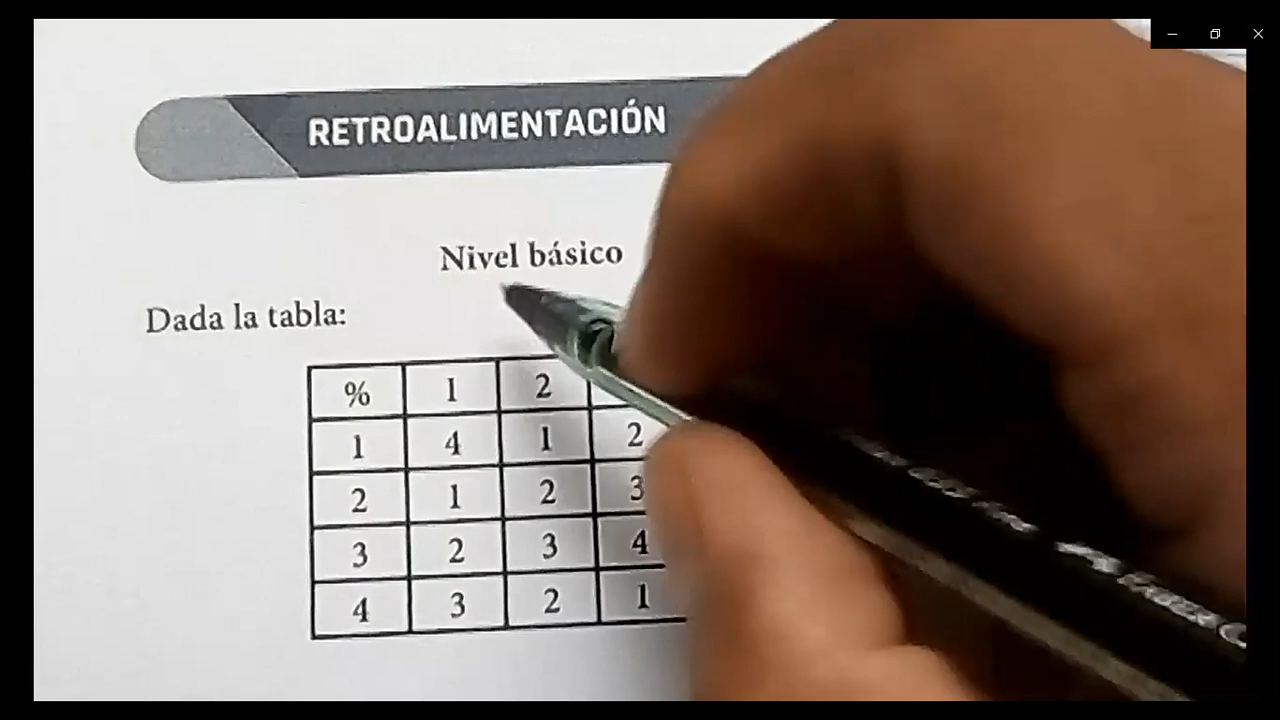 RETROALIMENTACIÓN
Nivel básico
Dada la tabla:
% 1 2
1 4 1 2
2 1 2 3
3 2 3 4
4 3 2 1